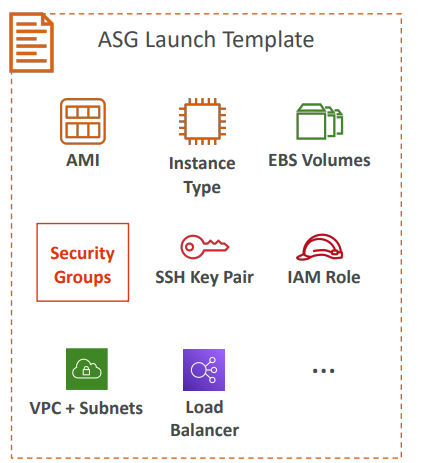 ASG Launch Template
AMI
Instance
Type
EBS Volumes
Security
Groups
SSH Key Pair
IAM Role
VPC + Subnets
Load
Balancer
...